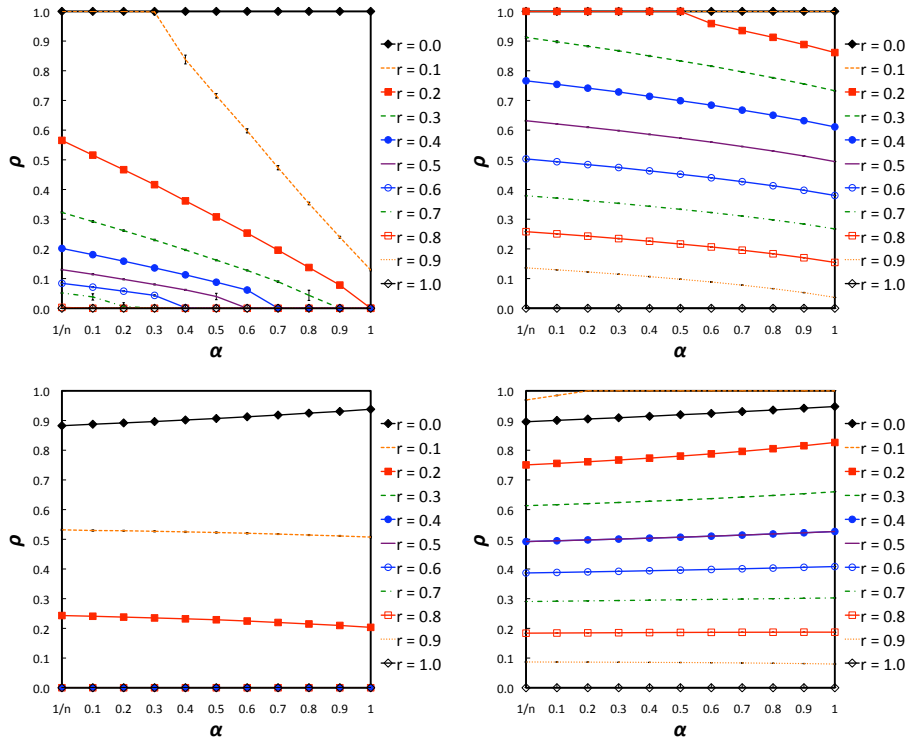 1.0
0.9
0.8
0.7
0.6
0.5
0.4
0.3
0.2
0.1
0.0
ρ
1/n 0.1 0.2 0.3 0.4 0.5 0.6 0.7 0.8 0.9 1
α
r = 0.0
r = 0.1
r = 0.2
r = 0.3
r = 0.4
r = 0.5
r = 0.6
r = 0.7
r = 0.8
r = 0.9
r = 1.0
1.0
0.9
0.8
0.7
0.6
0.5
0.4
0.3
0.2
0.1
0.0
ρ
1/n 0.1 0.2 0.3 0.4 0.5 0.6 0.7 0.8 0.9 1
α
r = 0.0
r = 0.1
r = 0.2
r = 0.3
r = 0.4
r = 0.5
r = 0.6
r = 0.7
r = 0.8
r = 0.9
r = 1.0
1.0
0.9
0.8
0.7
0.6
0.5
0.4
0.3
0.2
0.1
0.0
ρ
1/n 0.1 0.2 0.3 0.4 0.5 0.6 0.7 0.8 0.9 1
α
r = 0.0
r = 0.1
r = 0.2
r = 0.3
r = 0.4
r = 0.5
r = 0.6
r = 0.7
r = 0.8
r = 0.9
r = 1.0
1.0
0.9
0.8
0.7
0.6
0.5
0.4
0.3
0.2
0.1
0.0
ρ
1/n 0.1 0.2 0.3 0.4 0.5 0.6 0.7 0.8 0.9 1
α
r = 0.0
r = 0.1
r = 0.2
r = 0.3
r = 0.4
r = 0.5
r = 0.6
r = 0.7
r = 0.8
r = 0.9
r = 1.0